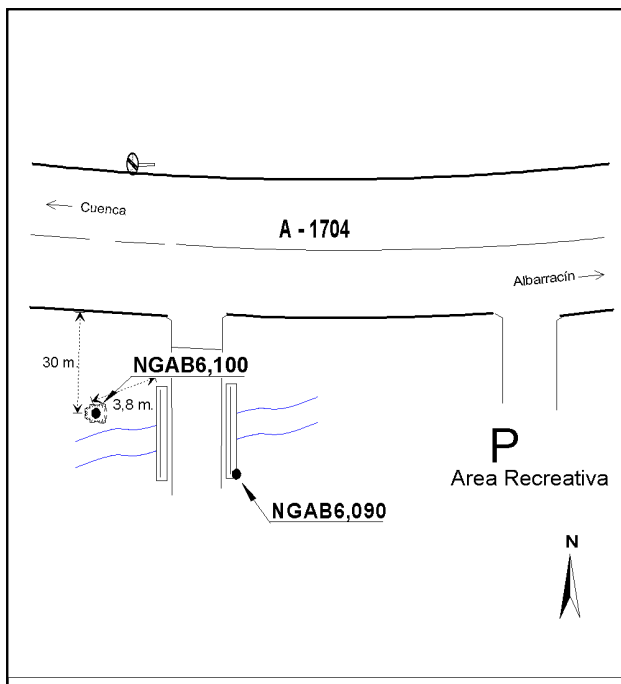 Cuenca
A - 1704
Albarracín
30 m.
NGAB6,100
3,8 m.
P
Area Recreativa
NGAB6,090
N